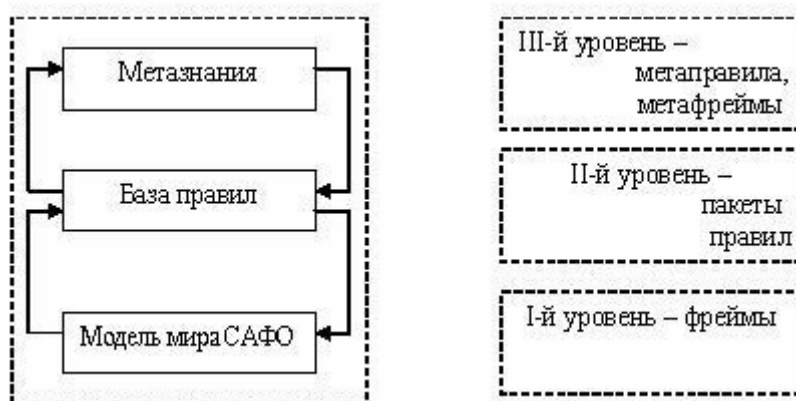 Метазнания
База правил
Модель мира САФО
III-й уровень –
метаправила,
метафреймы
II-й уровень –
пакеты
правил
I-й уровень – фреймы